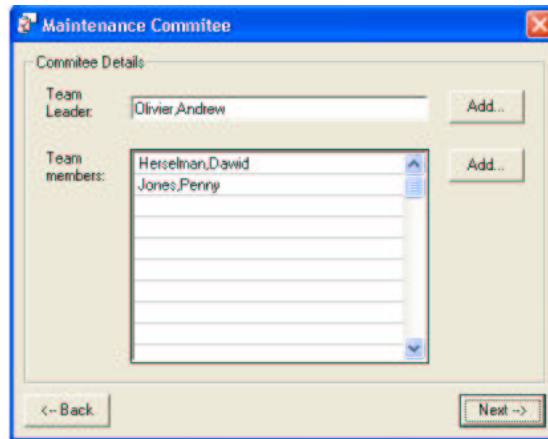 Maintenance Commitee
Commitee Details
Team
Leader:
Olivier,Andrew
Add...
Team
members:
Herselman,Dawid
Jones,Penny
Add...
<-- Back
Next -->